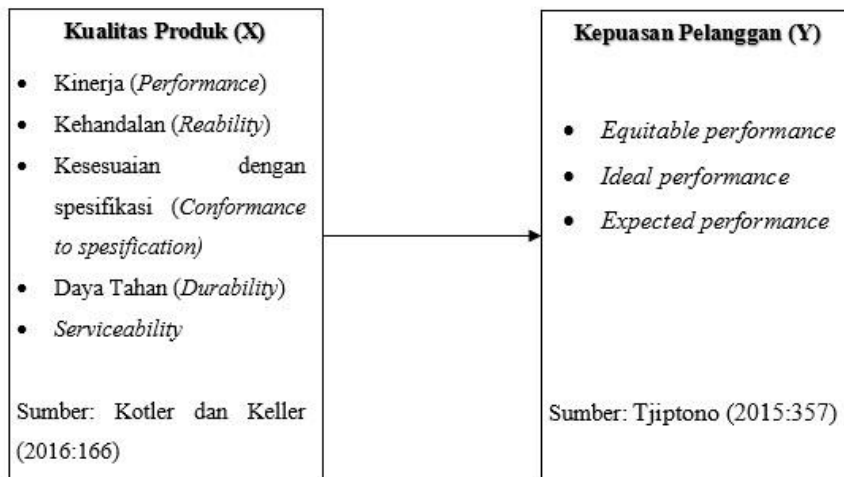 Kualitas Produk (X)
• Kinerja (Performance)
• Kehandalan (Reability)
• Kesesuaian dengan
spesifikasi (Conformance
to spesification)
• Daya Tahan (Durability)
• Serviceability
Sumber: Kotler dan Keller
(2016:166)
Kepuasan Pelanggan (Y)
• Equitable performance
• Ideal performance
• Expected performance
Sumber: Tjiptono (2015:357)